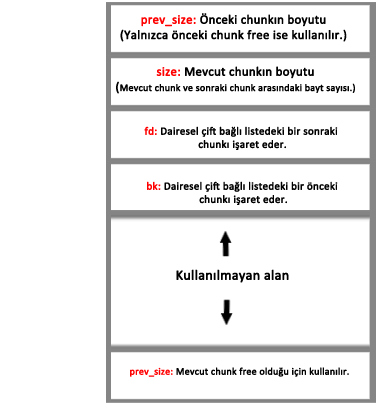 prev_size: Önceki chunkın boyutu
(Yalnızca önceki chunk free ise kullanılır.)
size: Mevcut chunkın boyutu
(Mevcut chunk ve sonraki chunk arasındaki bayt sayısı.)
fd: Dairesel çift bağlı listedeki bir sonraki
chunkı işaret eder.
bk: Dairesel çift bağlı listedeki bir önceki
chunkı işaret eder.
Kullanılmayan alan
prev_size: Mevcut chunk free olduğu için kullanılır.